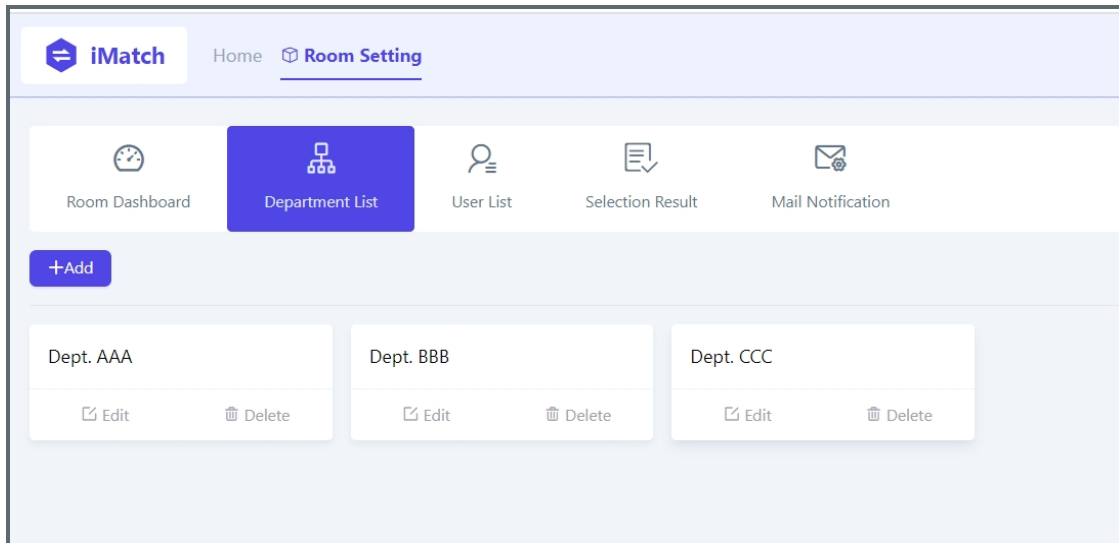 iMatch Home Room Setting
Room Dashboard Department List User List Selection Result Mail Notification
+Add
Dept. AAA Dept. BBB Dept. CCC
Edit Delete Edit Delete Edit Delete